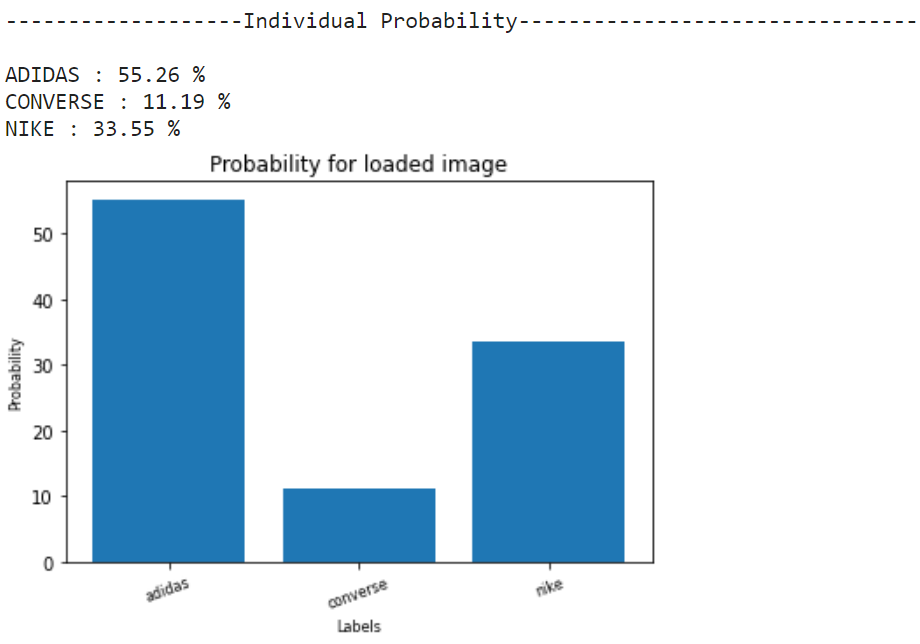 -------------------Individual Probability--------------------------------
ADIDAS : 55.26 %
CONVERSE : 11.19 %
NIKE : 33.55 %
Probability for loaded image
50
40
30
20
10
0
Probability
adidas
converse
nike
Labels